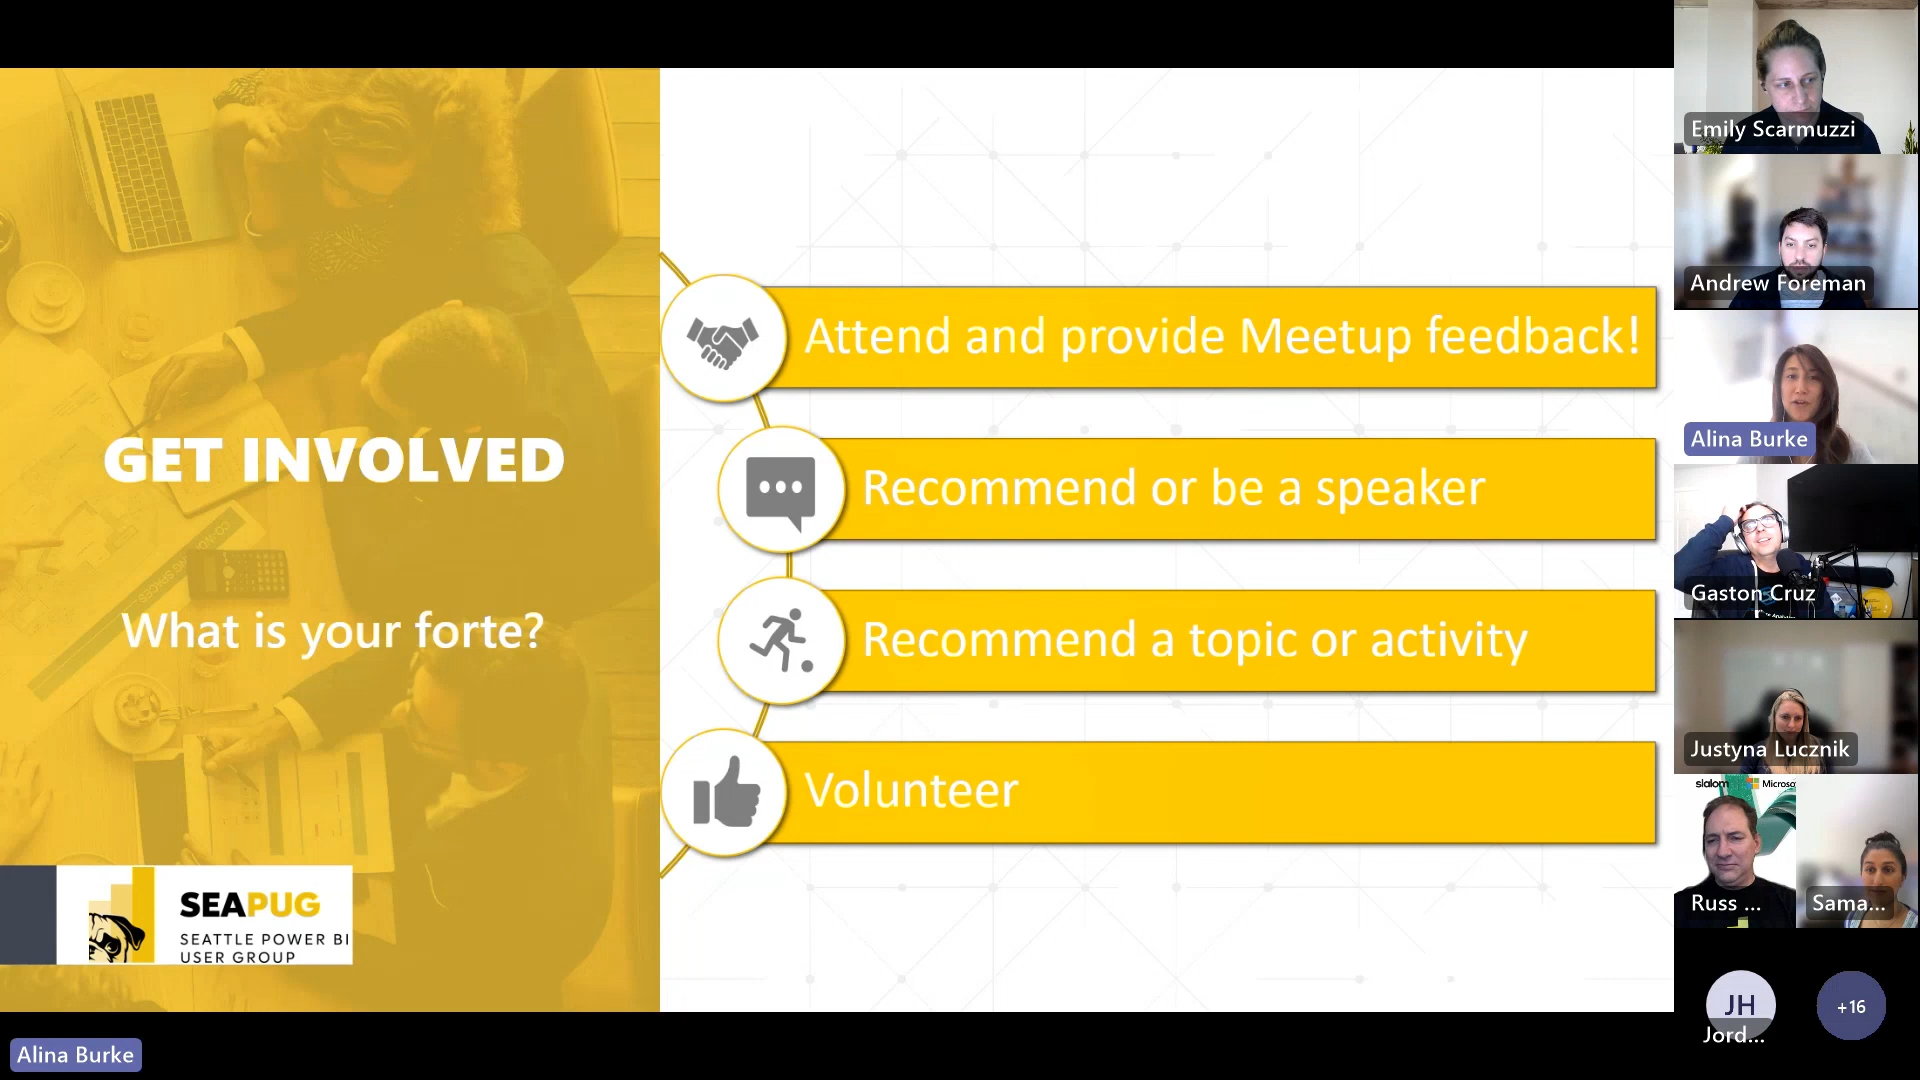 GET INVOLVED
What is your forte?
SEAPUG
SEATTLE POWER BI
USER GROUP
Attend and provide Meetup feedback!
Recommend or be a speaker
Recommend a topic or activity
Volunteer
Emily Scarmuzzi
Andrew Foreman
Alina Burke
Gaston Cruz
Justyna Lucznik
slalom Microso
Russ ...
Sama...
JH
Jord...
+16
Alina Burke